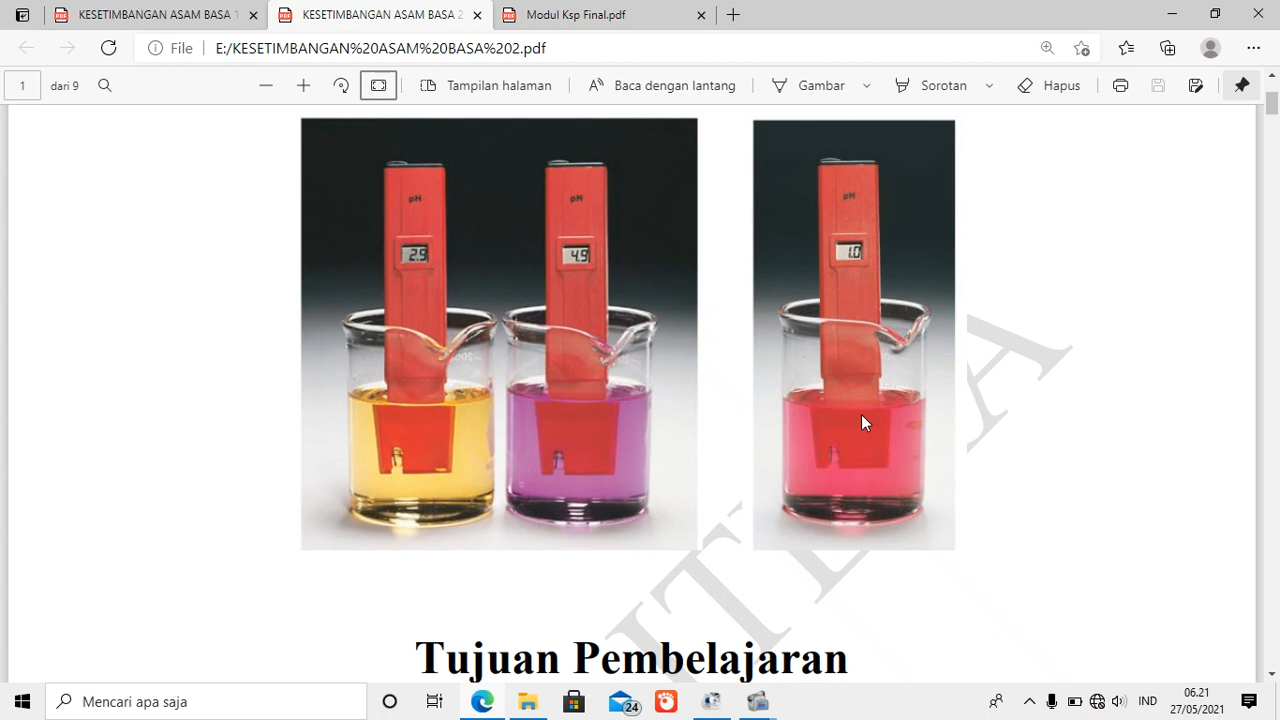 KESETIMBANGAN ASAM BASA 1
KESETIMBANGAN ASAM BASA 2
Modul Ksp Final.pdf
File
E:/KESETIMBANGAN%20ASAM%20BASA%202.pdf
1
dari 9
Tampilan halaman
Baca dengan lantang
Gambar
Sorotan
Hapus
pH
pH
pH
2.9
4.9
1.0
Tujuan Pembelajaran
Mencari apa saja
24
IND
06.21
27/05/2021